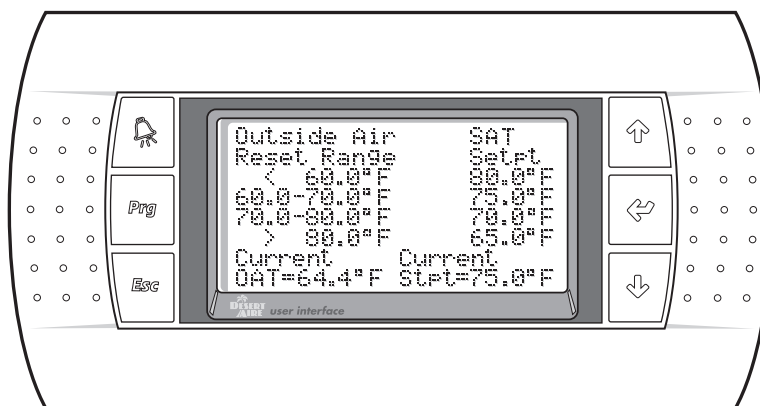 Outside Air SAT
Reset Range Setpt
< 60.0°F 80.0°F
60.0-70.0°F 75.0°F
70.0-80.0°F 70.0°F
> 80.0°F 65.0°F
Current Current
OAT=64.4°F Stpt=75.0°F
Prg
Esc
DESERT
AIRE user interface